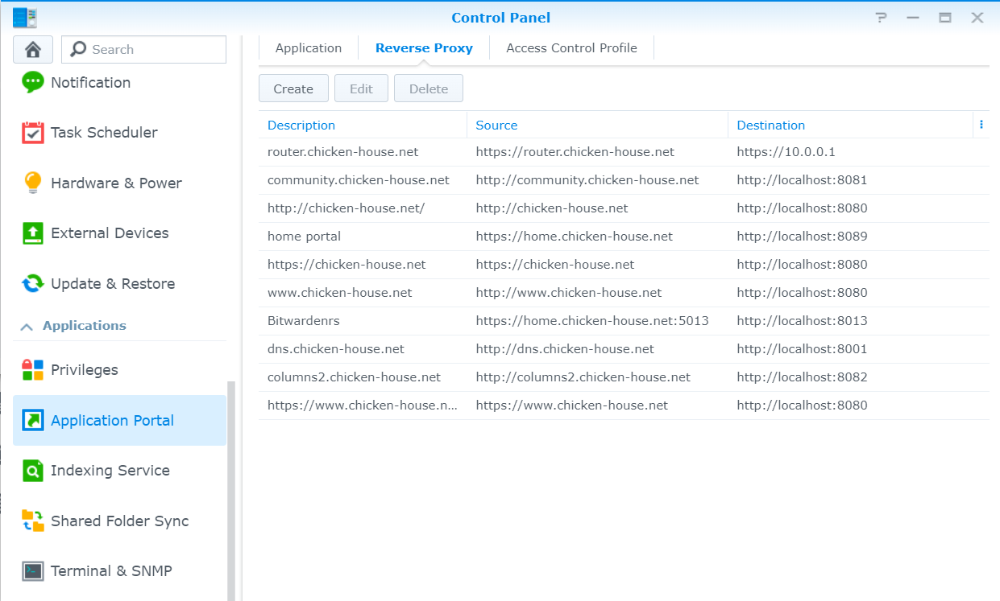 Control Panel
Search
Notification
Task Scheduler
Hardware & Power
External Devices
Update & Restore
Applications
Privileges
Application Portal
Indexing Service
Shared Folder Sync
Terminal & SNMP
Application Reverse Proxy Access Control Profile
Create Edit Delete
Description Source Destination
router.chicken-house.net https://router.chicken-house.net https://10.0.0.1
community.chicken-house.net http://community.chicken-house.net http://localhost:8081
http://chicken-house.net/ http://chicken-house.net http://localhost:8080
home portal https://home.chicken-house.net http://localhost:8089
https://chicken-house.net https://chicken-house.net http://localhost:8080
www.chicken-house.net http://www.chicken-house.net http://localhost:8080
Bitwardenrs https://home.chicken-house.net:5013 http://localhost:8013
dns.chicken-house.net http://dns.chicken-house.net http://localhost:8001
columns2.chicken-house.net http://columns2.chicken-house.net http://localhost:8082
https://www.chicken-house.n... https://www.chicken-house.net http://localhost:8080